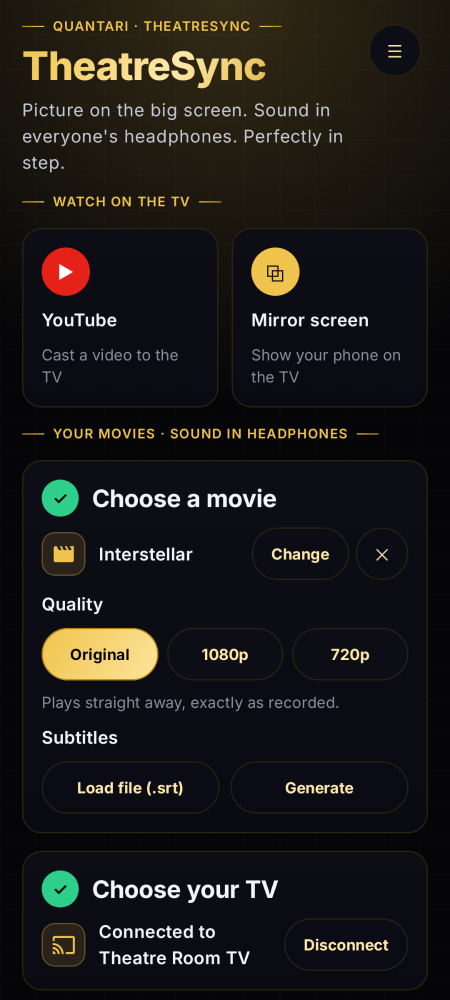 QUANTARI · THEATRESYNC
TheatreSync
Picture on the big screen. Sound in
everyone's headphones. Perfectly in
step.
WATCH ON THE TV
YouTube
Cast a video to the
TV
Mirror screen
Show your phone on
the TV
YOUR MOVIES · SOUND IN HEADPHONES
Choose a movie
Interstellar
Change
Quality
Original
1080p
720p
Plays straight away, exactly as recorded.
Subtitles
Load file (.srt)
Generate
Choose your TV
Connected to
Theatre Room TV
Disconnect